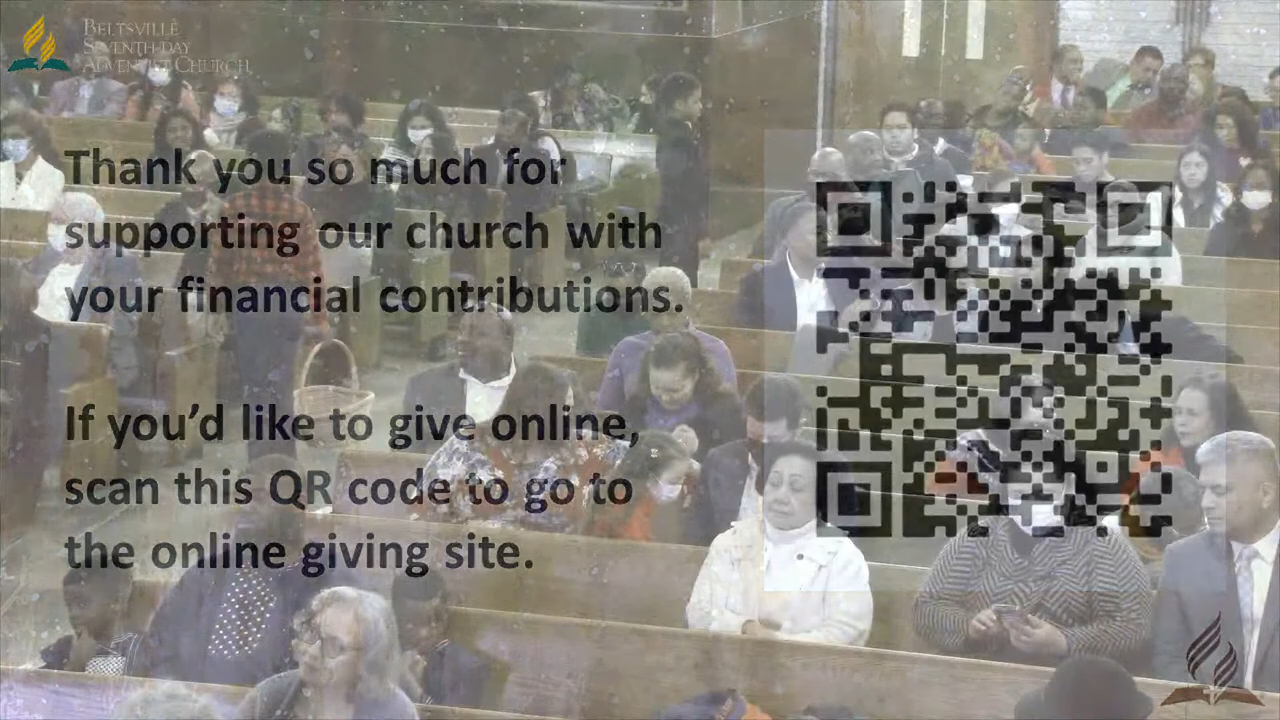 BELTSVILLE
SEVENTH-DAY
ADVENTIST CHURCH
Thank you so much for
supporting our church with
your financial contributions.
If you’d like to give online,
scan this QR code to go to
the online giving site.